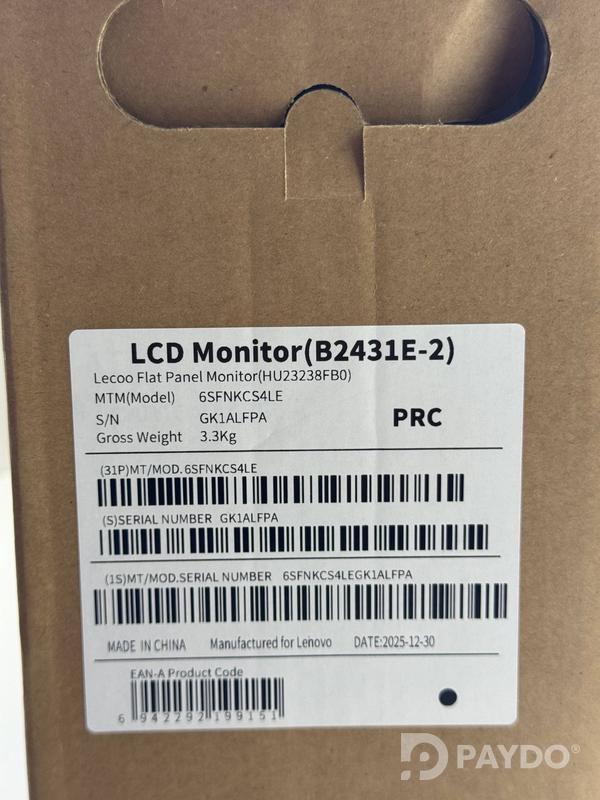 LCD Monitor(B2431E-2)
Lecoo Flat Panel Monitor(HU23238FB0)
MTM(Model) 6SFNKCS4LE
S/N GK1ALFPA
PRC
Gross Weight 3.3Kg
(31P)MT/MOD.6SFNKCS4LE
(S)SERIAL NUMBER GK1ALFPA
(1S)MT/MOD.SERIAL NUMBER 6SFNKCS4LEGK1ALFPA
MADE IN CHINA Manufactured for Lenovo DATE:2025-12-30
EAN-A Product Code
6 942292 199151
PAYDO®